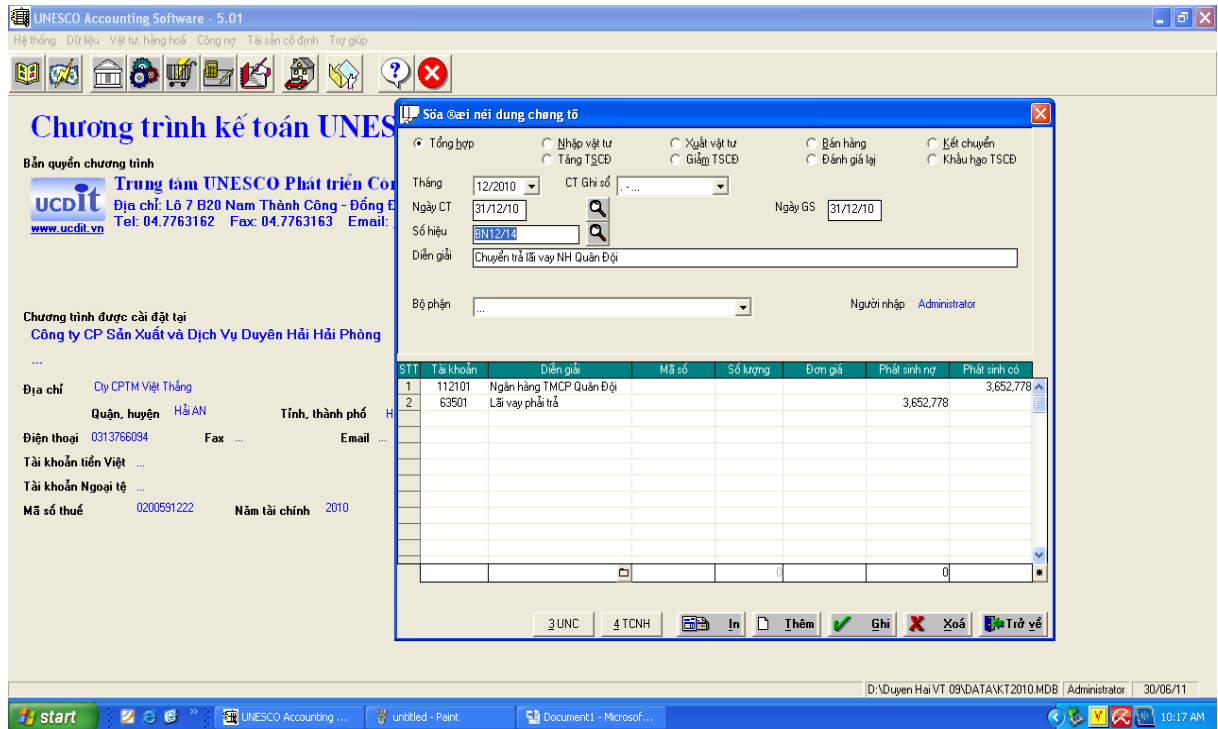 UNESCO Accounting Software - 5.01
Hệ thống Dữ liệu Vật tư, hàng hoá Công nợ Tài sản cố định Trợ giúp
Chương trình kế toán UNES
Bản quyền chương trình
Trung tâm UNESCO Phát triển Côn
UCDIT
www.ucdit.vn
Địa chỉ: Lô 7 B20 Nam Thành Công - Đống Đ
Tel: 04.7763162 Fax: 04.7763163 Email:
Chương trình được cài đặt tại
Công ty CP Sản Xuất và Dịch Vụ Duyên Hải Hải Phòng
...
Địa chỉ Cty CPTM Việt Thắng
Quận, huyện Hải AN Tỉnh, thành phố H
Điện thoại 0313766094 Fax ... Email ...
Tài khoản tiền Việt ...
Tài khoản Ngoại tệ ...
Mã số thuế 0200591222 Năm tài chính 2010
Söa ®æi néi dung chøng tõ
Tổng hợp Nhập vật tư Xuất vật tư Bán hàng Kết chuyển
Tăng TSCĐ Giảm TSCĐ Đánh giá lại Khấu hao TSCĐ
Tháng 12/2010 CT Ghi sổ . - ...
Ngày CT 31/12/10 Ngày GS 31/12/10
Số hiệu BN12/14
Diễn giải Chuyển trả lãi vay NH Quân Đội
Bộ phận ... Người nhập Administrator
STT Tài khoản Diễn giải Mã số Số lượng Đơn giá Phát sinh nợ Phát sinh có
1 112101 Ngân hàng TMCP Quân Đội 3,652,778
2 63501 Lãi vay phải trả 3,652,778
0 0
3 UNC 4 TCNH In Thêm Ghi Xoá Trở về
D:\Duyen Hai VT 09\DATA\KT2010.MDB Administrator 30/06/11
start UNESCO Accounting ... untitled - Paint Document1 - Microsof... 10:17 AM